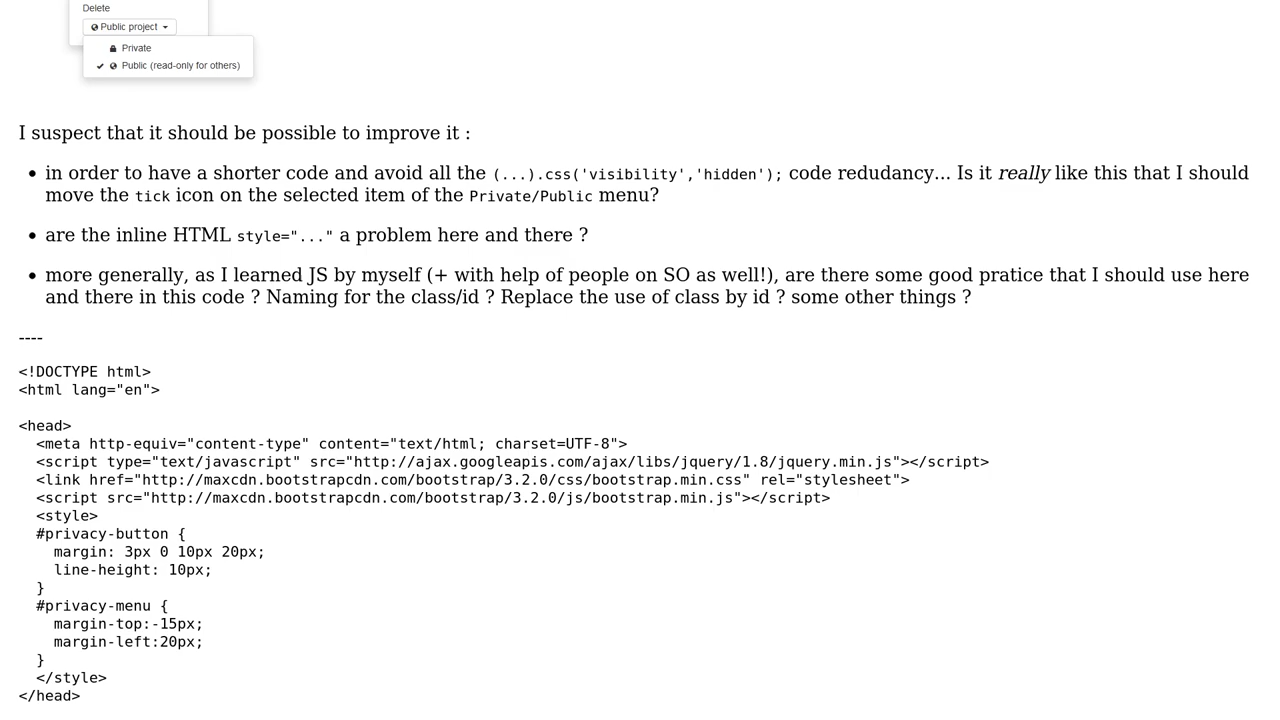 Delete
Public project
Private
Public (read-only for others)
I suspect that it should be possible to improve it :
in order to have a shorter code and avoid all the (...).css('visibility','hidden'); code redudancy... Is it really like this that I should
move the tick icon on the selected item of the Private/Public menu?
are the inline HTML style="..." a problem here and there ?
more generally, as I learned JS by myself (+ with help of people on SO as well!), are there some good pratice that I should use here
and there in this code ? Naming for the class/id ? Replace the use of class by id ? some other things ?
----
<!DOCTYPE html>
<html lang="en">
<head>
<meta http-equiv="content-type" content="text/html; charset=UTF-8">
<script type="text/javascript" src="http://ajax.googleapis.com/ajax/libs/jquery/1.8/jquery.min.js"></script>
<link href="http://maxcdn.bootstrapcdn.com/bootstrap/3.2.0/css/bootstrap.min.css" rel="stylesheet">
<script src="http://maxcdn.bootstrapcdn.com/bootstrap/3.2.0/js/bootstrap.min.js"></script>
<style>
#privacy-button {
margin: 3px 0 10px 20px;
line-height: 10px;
}
#privacy-menu {
margin-top:-15px;
margin-left:20px;
}
</style>
</head>